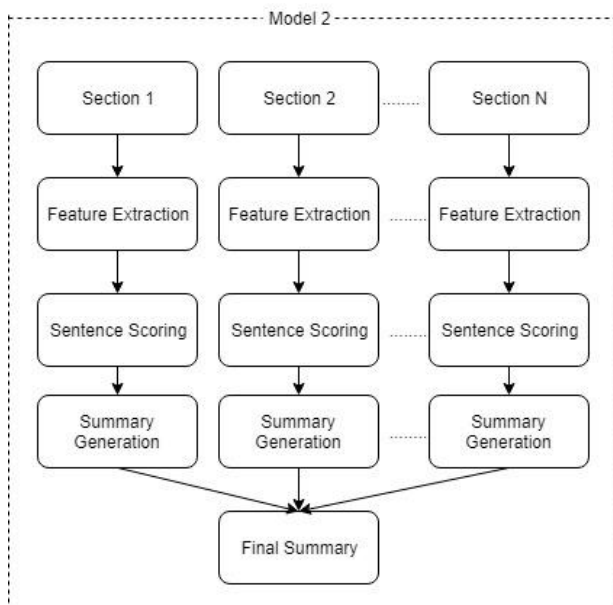 Model 2
Section 1
Section 2
........
Section N
Feature Extraction
Feature Extraction
........
Feature Extraction
Sentence Scoring
Sentence Scoring
........
Sentence Scoring
Summary
Generation
Summary
Generation
........
Summary
Generation
Final Summary